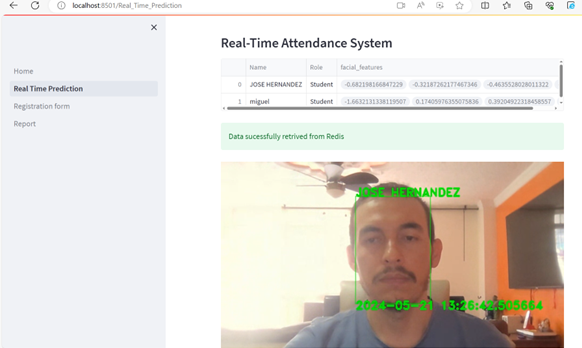 localhost:8501/Real_Time_Prediction
Home
Real Time Prediction
Registration form
Report
Real-Time Attendance System
Name Role facial_features
0 JOSE HERNANDEZ Student -0.682198166847229 -0.32187262177467346 -0.4635528028011322
1 miguel Student -1.6632131338119507 0.17405976355075836 0.39204922318458557
Data sucessfully retrived from Redis
JOSE HERNANDEZ
2024-05-21 13:26:42.505664